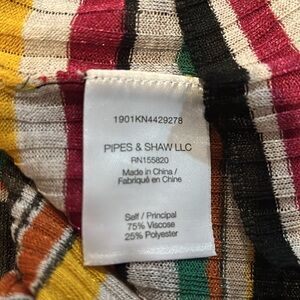 1901KN4429278
PIPES & SHAW LLC
RN155820
Made in China /
Fabriqué en Chine
Self / Principal
75% Viscose
25% Polyester